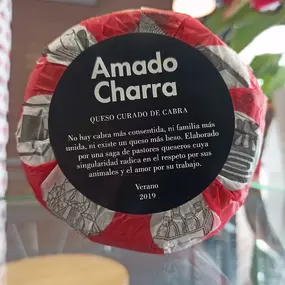 Amado
Charra
QUESO CURADO DE CABRA
No hay cabra más consentida, ni familia más
unida, ni existe un queso más beso. Elaborado
por una saga de pastores queseros cuya
singularidad radica en el respeto por sus
animales y el amor por su trabajo.
Verano
2019